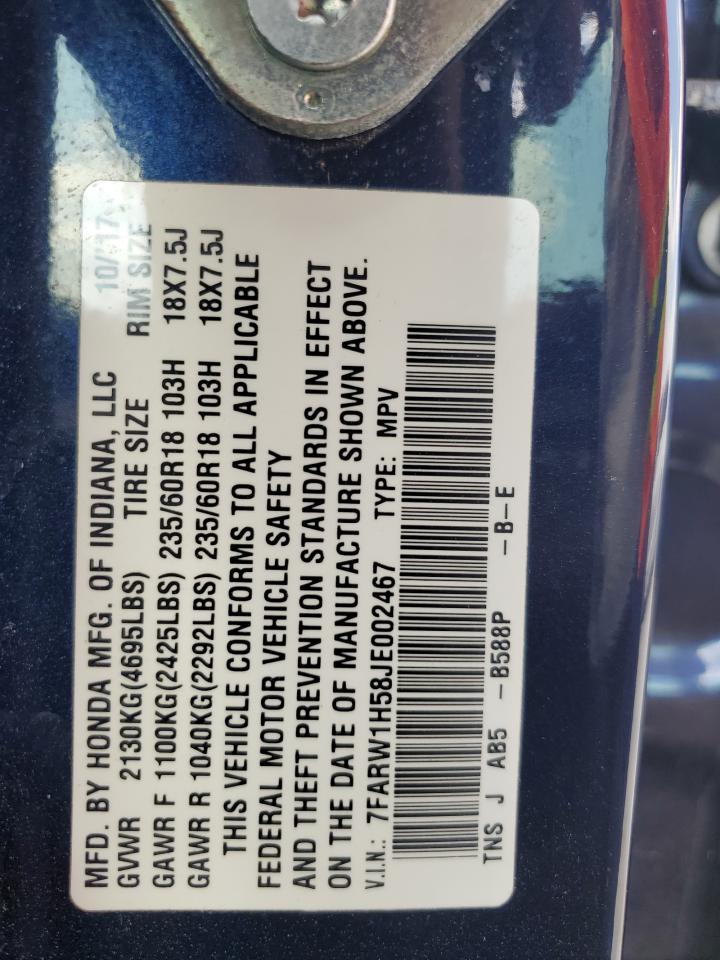 MFD. BY HONDA MFG. OF INDIANA, LLC 10/17
GVWR 2130KG(4695LBS) TIRE SIZE RIM SIZE
GAWR F 1100KG(2425LBS) 235/60R18 103H 18X7.5J
GAWR R 1040KG(2292LBS) 235/60R18 103H 18X7.5J
THIS VEHICLE CONFORMS TO ALL APPLICABLE
FEDERAL MOTOR VEHICLE SAFETY
AND THEFT PREVENTION STANDARDS IN EFFECT
ON THE DATE OF MANUFACTURE SHOWN ABOVE.
V.I.N.: 7FARW1H58JE002467 TYPE: MPV
TNS J AB5 -B588P -B-E